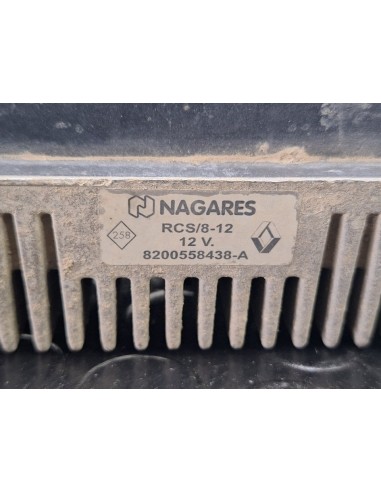 NAGARES
RCS/8-12
258
12 V.
8200558438-A